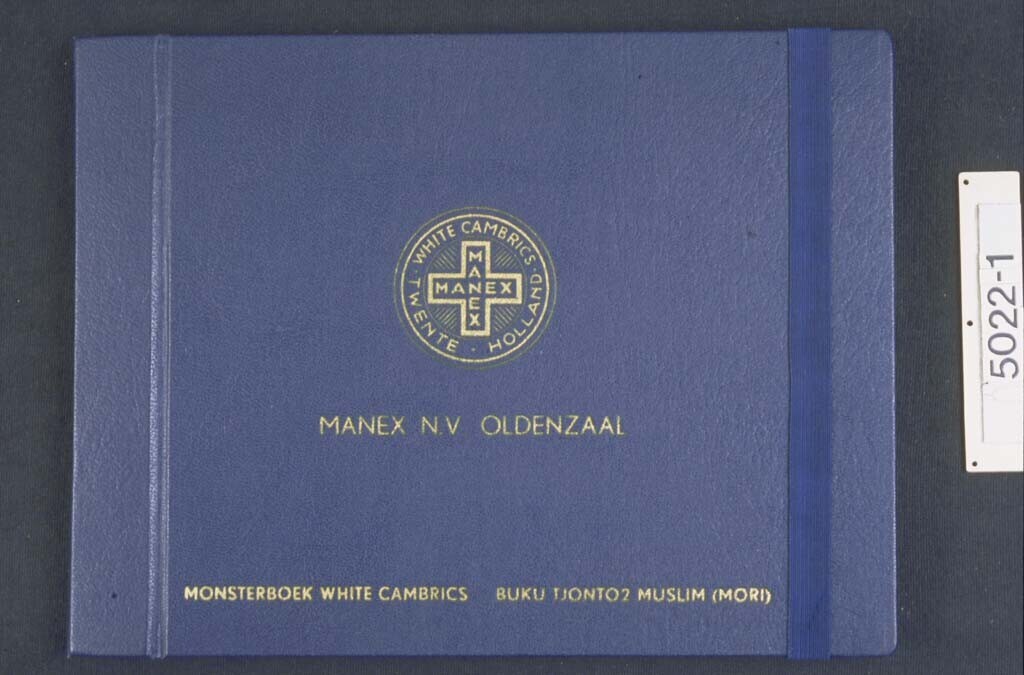 · WHITE CAMBRICS ·
TWENTE · HOLLAND
MANEX
MANEX
MANEX N.V OLDENZAAL
MONSTERBOEK WHITE CAMBRICS BUKU TJONTO2 MUSLIM (MORI)
5022-1